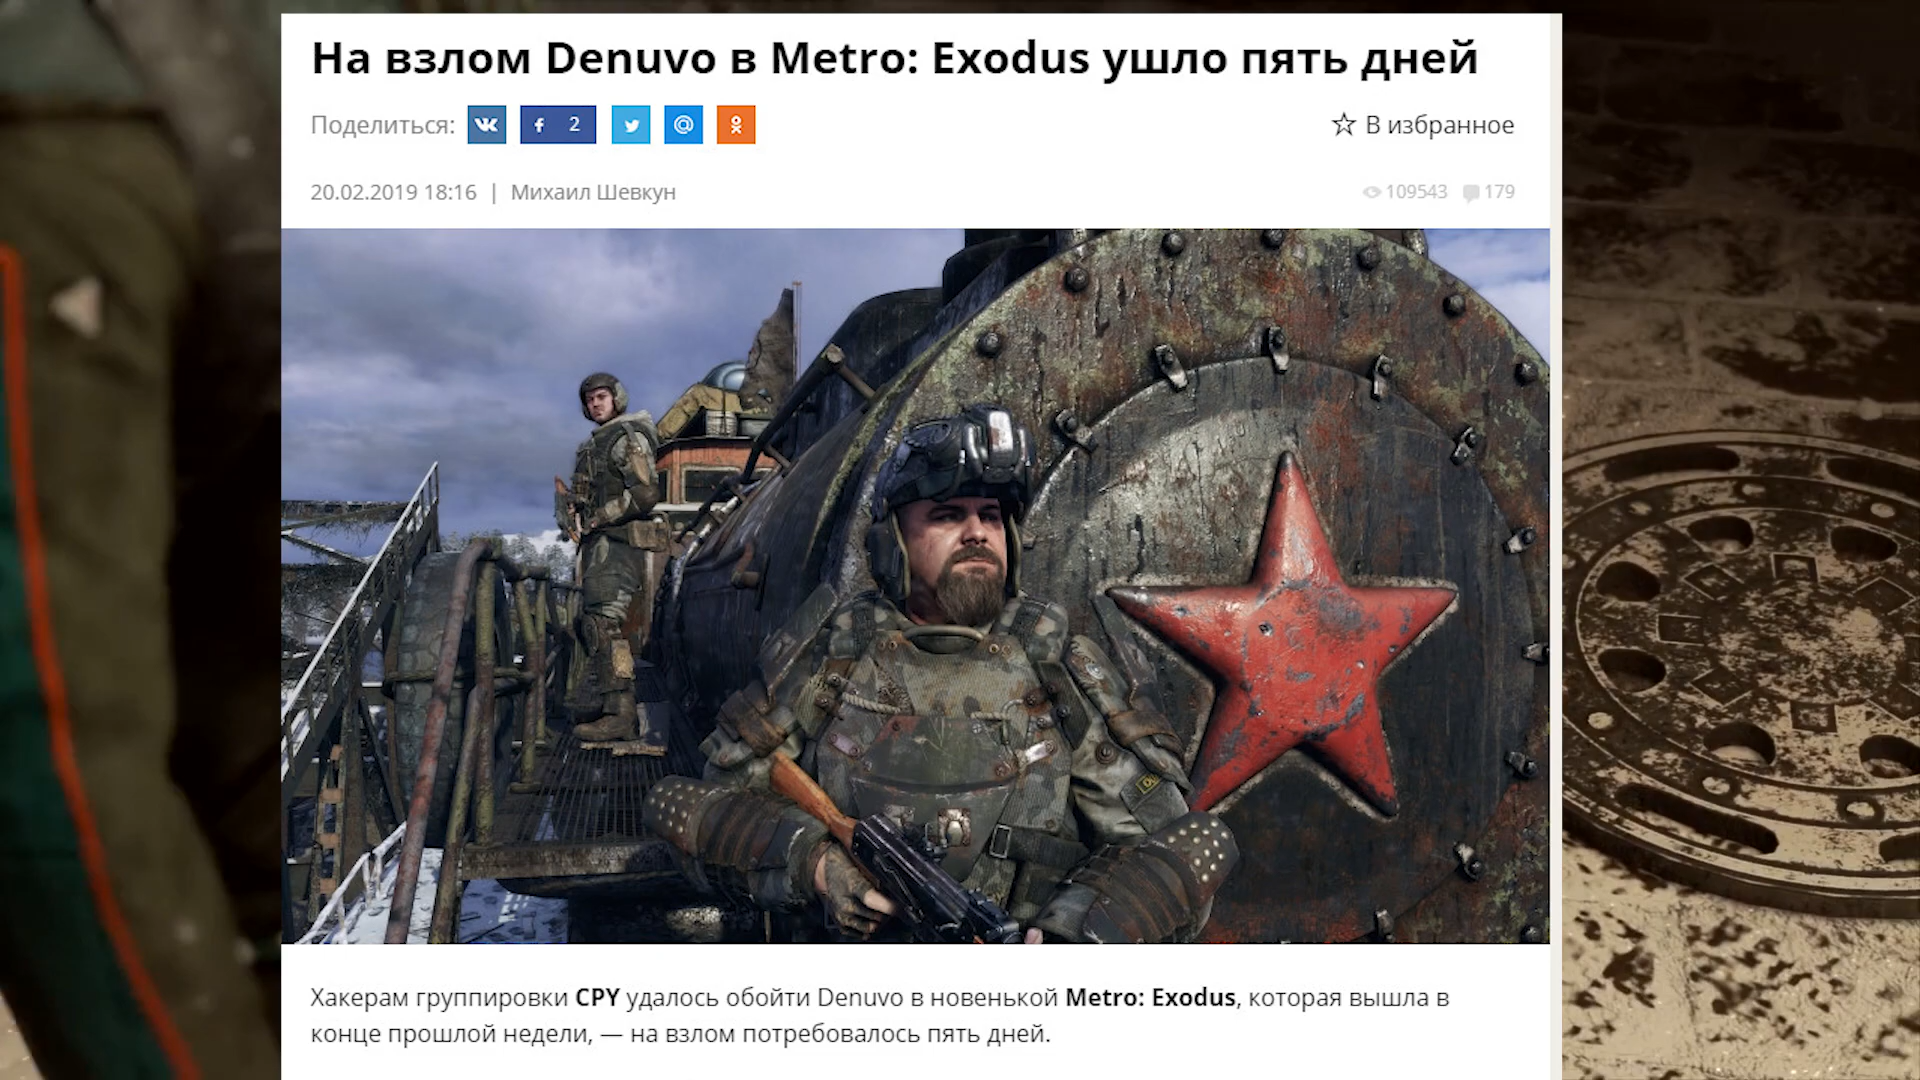 На взлом Denuvo в Metro: Exodus ушло пять дней
Поделиться: 2
В избранное
20.02.2019 18:16 | Михаил Шевкун
109543 179
Хакерам группировки CPY удалось обойти Denuvo в новенькой Metro: Exodus, которая вышла в
конце прошлой недели, — на взлом потребовалось пять дней.